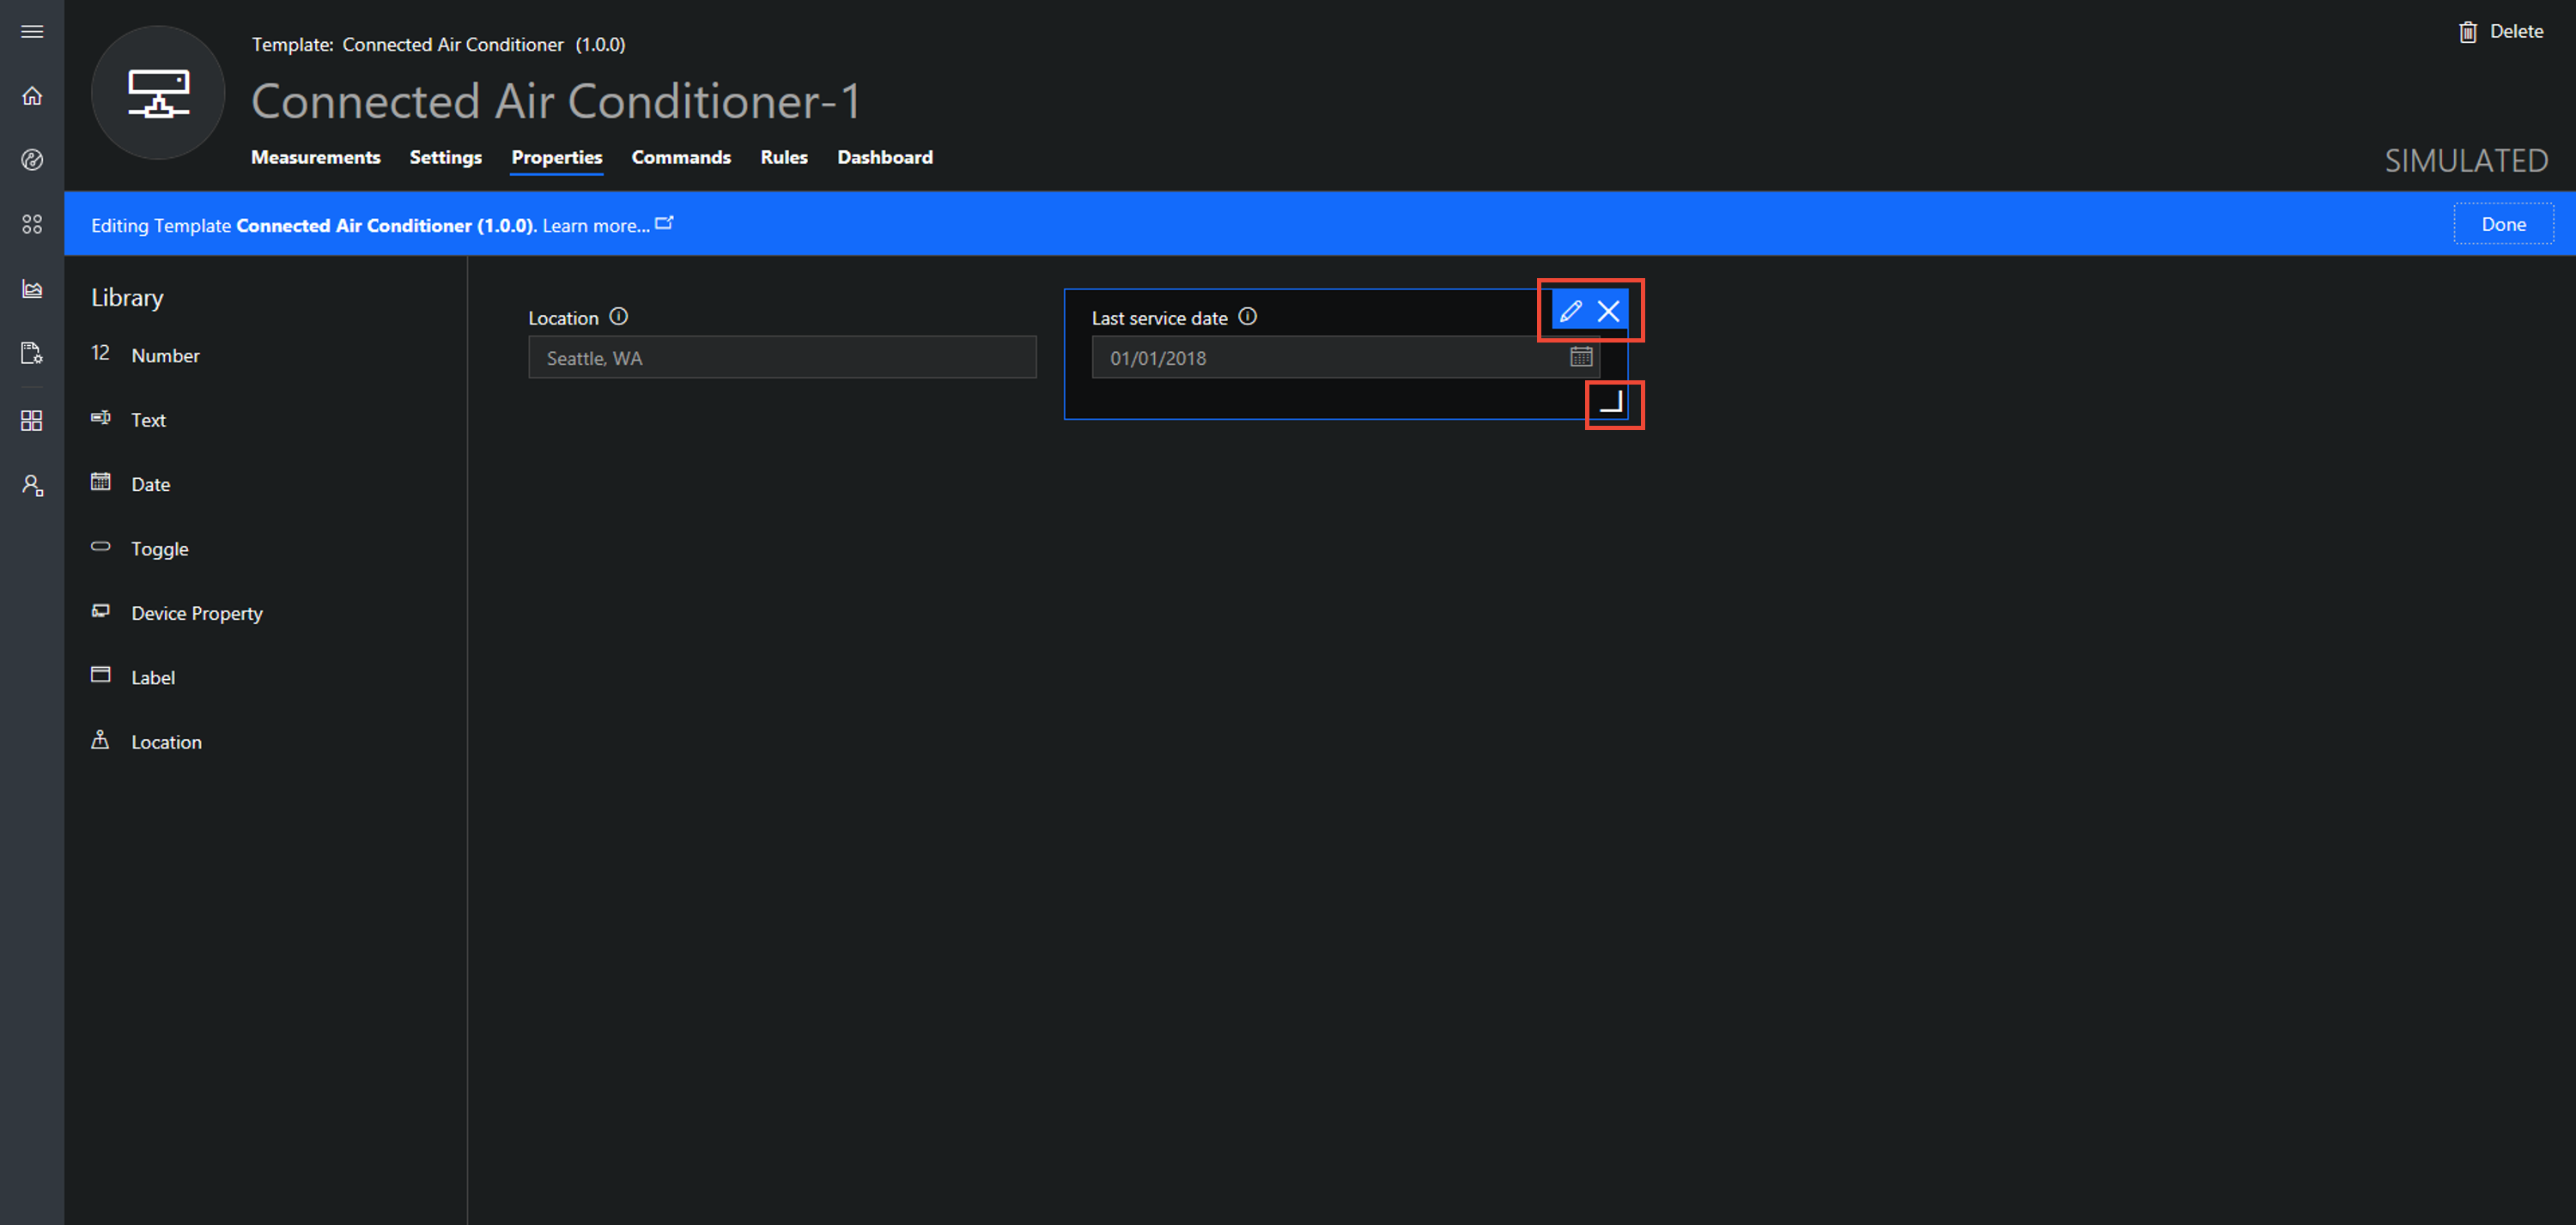 Delete
Template: Connected Air Conditioner (1.0.0)
Connected Air Conditioner-1
Measurements Settings Properties Commands Rules Dashboard
SIMULATED
Editing Template Connected Air Conditioner (1.0.0). Learn more...
Done
Library
12 Number
Text
Date
Toggle
Device Property
Label
Location
Location
Seattle, WA
Last service date
01/01/2018